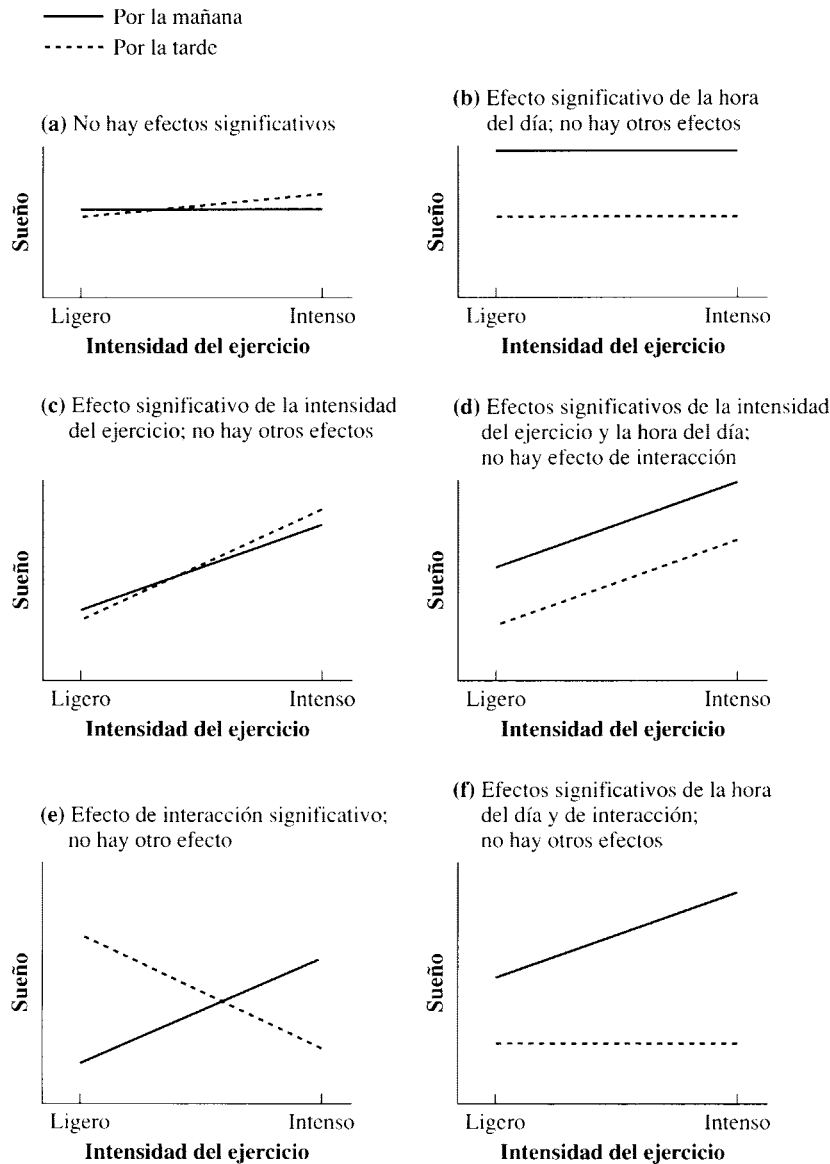 Por la mañana
Por la tarde
(a) No hay efectos significativos
Sueño
Ligero
Intenso
Intensidad del ejercicio
(b) Efecto significativo de la hora
del día; no hay otros efectos
Sueño
Ligero
Intenso
Intensidad del ejercicio
(c) Efecto significativo de la intensidad
del ejercicio; no hay otros efectos
Sueño
Ligero
Intenso
Intensidad del ejercicio
(d) Efectos significativos de la intensidad
del ejercicio y la hora del día;
no hay efecto de interacción
Sueño
Ligero
Intenso
Intensidad del ejercicio
(e) Efecto de interacción significativo;
no hay otro efecto
Sueño
Ligero
Intenso
Intensidad del ejercicio
(f) Efectos significativos de la hora
del día y de interacción;
no hay otros efectos
Sueño
Ligero
Intenso
Intensidad del ejercicio